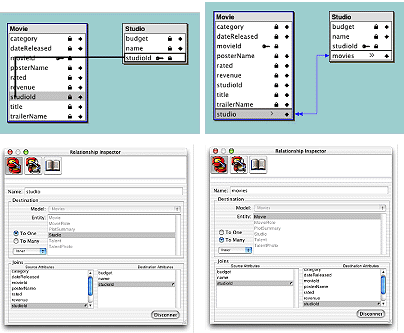 Movie
category
dateReleased
movieId
posterName
rated
revenue
studioId
title
trailerName
Studio
budget
name
studioId
Movie
category
dateReleased
movieId
posterName
rated
revenue
studioId
title
trailerName
studio
Studio
budget
name
studioId
movies
Relationship Inspector
Name: studio
Destination
Model: Movies
Entity: Movie
MovieRole
PlotSummary
Studio
Talent
TalentPhoto
To One
To Many
Joins
Source Attributes
Destination Attributes
category
dateReleased
movieId
posterName
rated
revenue
studioId
budget
name
studioId
Disconnect
Relationship Inspector
Name: movies
Destination
Model: Movies
Entity: Movie
MovieRole
PlotSummary
Studio
Talent
TalentPhoto
To One
To Many
Joins
Source Attributes
Destination Attributes
budget
name
studioId
category
dateReleased
movieId
posterName
rated
revenue
studioId
Disconnect